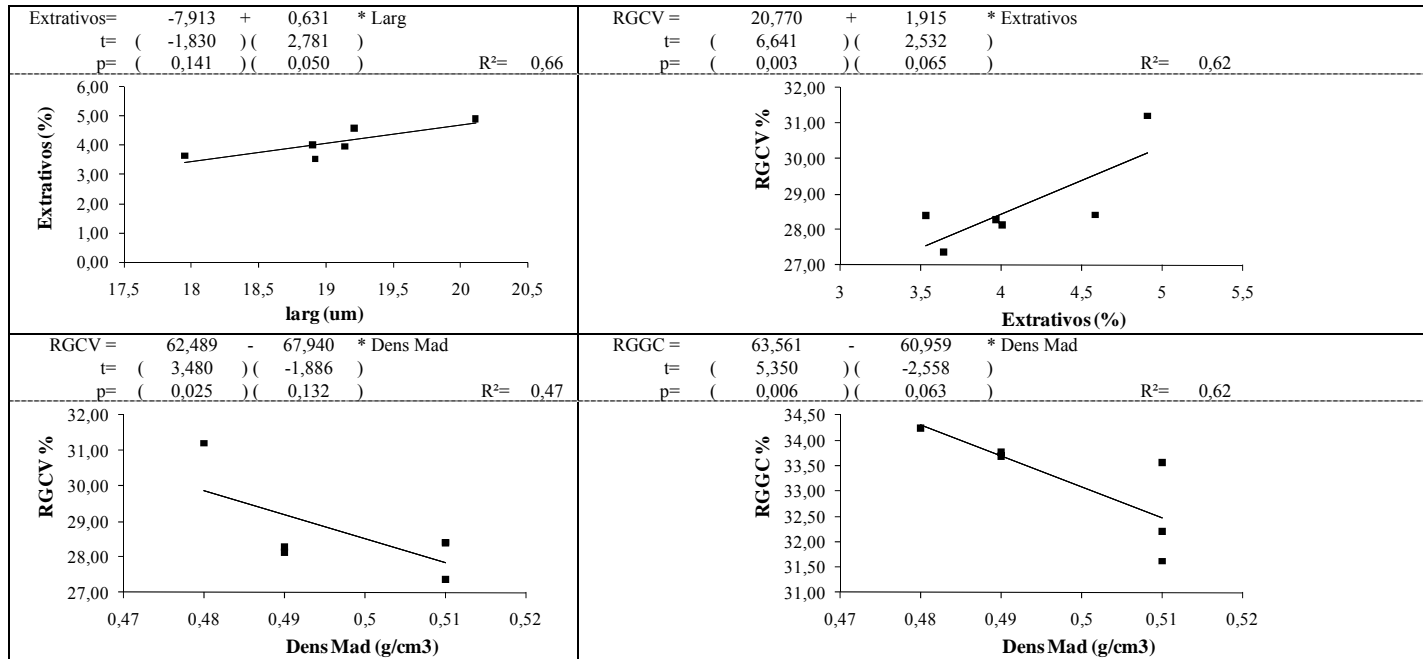 Extrativos= -7,913 + 0,631 * Larg
t= ( -1,830 ) ( 2,781 )
p= ( 0,141 ) ( 0,050 ) R²= 0,66
6,00
5,00
4,00
3,00
2,00
1,00
0,00
Extrativos (%)
17,5 18 18,5 19 19,5 20 20,5
larg (um)
RGCV = 20,770 + 1,915 * Extrativos
t= ( 6,641 ) ( 2,532 )
p= ( 0,003 ) ( 0,065 ) R²= 0,62
32,00
31,00
30,00
29,00
28,00
27,00
RGCV %
3 3,5 4 4,5 5 5,5
Extrativos (%)
RGCV = 62,489 - 67,940 * Dens Mad
t= ( 3,480 ) ( -1,886 )
p= ( 0,025 ) ( 0,132 ) R²= 0,47
32,00
31,00
30,00
29,00
28,00
27,00
RGCV %
0,47 0,48 0,49 0,5 0,51 0,52
Dens Mad (g/cm3)
RGGC = 63,561 - 60,959 * Dens Mad
t= ( 5,350 ) ( -2,558 )
p= ( 0,006 ) ( 0,063 ) R²= 0,62
34,50
34,00
33,50
33,00
32,50
32,00
31,50
31,00
RGGC %
0,47 0,48 0,49 0,5 0,51 0,52
Dens Mad (g/cm3)